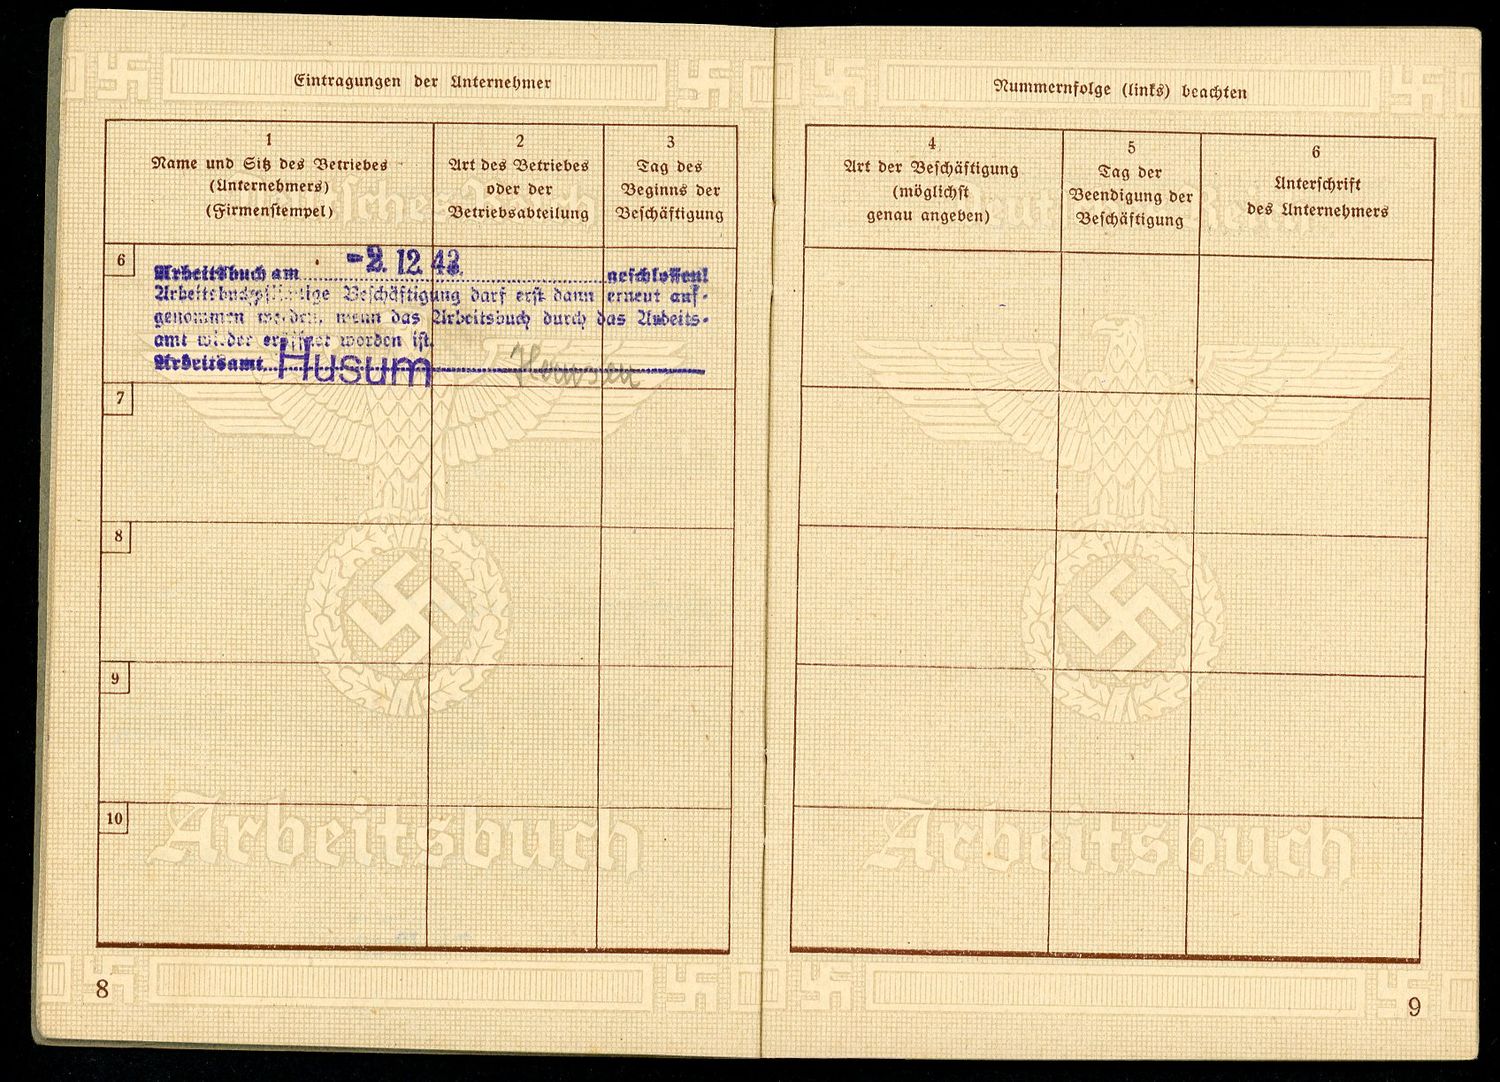 Eintragungen der Unternehmer
1
Name und Sitz des Betriebes
(Unternehmers)
(Firmenstempel)
2
Art des Betriebes
oder der
Betriebsabteilung
3
Tag des
Beginns der
Beschäftigung
6
Arbeitsbuch am -2. 12. 42. geschlossen!
Arbeitsbuchpflichtige Beschäftigung darf erst dann erneut auf-
genommen werden, wenn das Arbeitsbuch durch das Arbeits-
amt wieder eröffnet worden ist.
Arbeitsamt Husum
7
8
9
10
Arbeitsbuch
8
Nummernfolge (links) beachten
4
Art der Beschäftigung
(möglichst
genau angeben)
5
Tag der
Beendigung der
Beschäftigung
6
Unterschrift
des Unternehmers
Arbeitsbuch
9